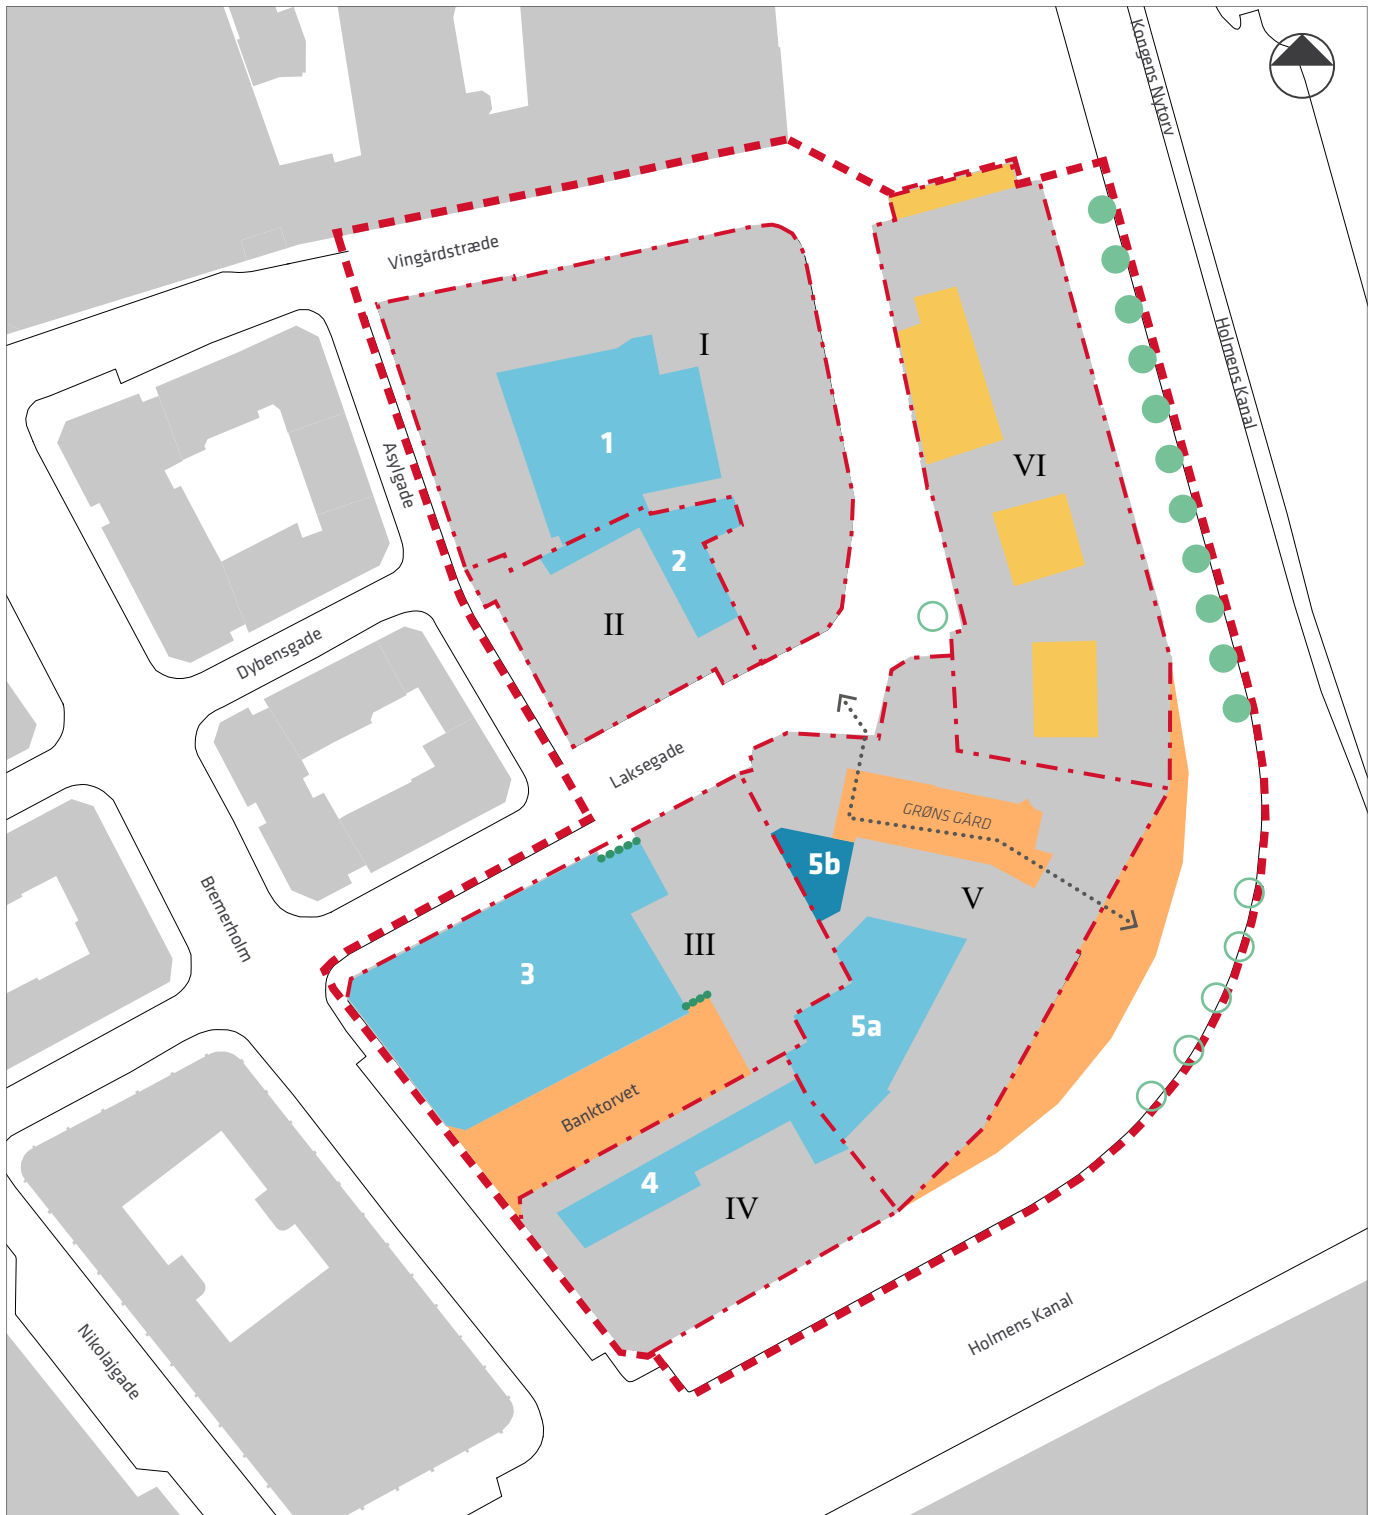 Kongens Nytorv
Vingårdstræde
Holmens Kanal
I
1
Asylgade
VI
2
II
Dybensgade
Laksegade
GRØNS GÅRD
5b
V
Bremerholm
III
3
5a
Banktorvet
4
IV
Holmens Kanal
Nikolajgade